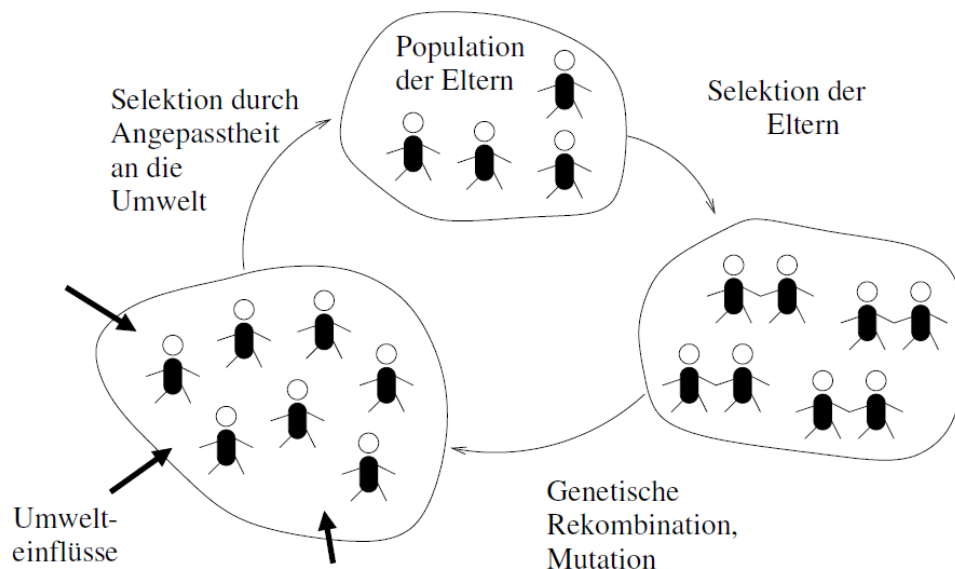 Population
der Eltern
Selektion durch
Angepasstheit
an die
Umwelt
Selektion der
Eltern
Genetische
Rekombination,
Mutation
Umwelt-
einflüsse